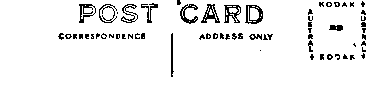 POST CARD
CORRESPONDENCE ADDRESS ONLY
KODAK
AUSTRAL AUSTRAL
KODAK